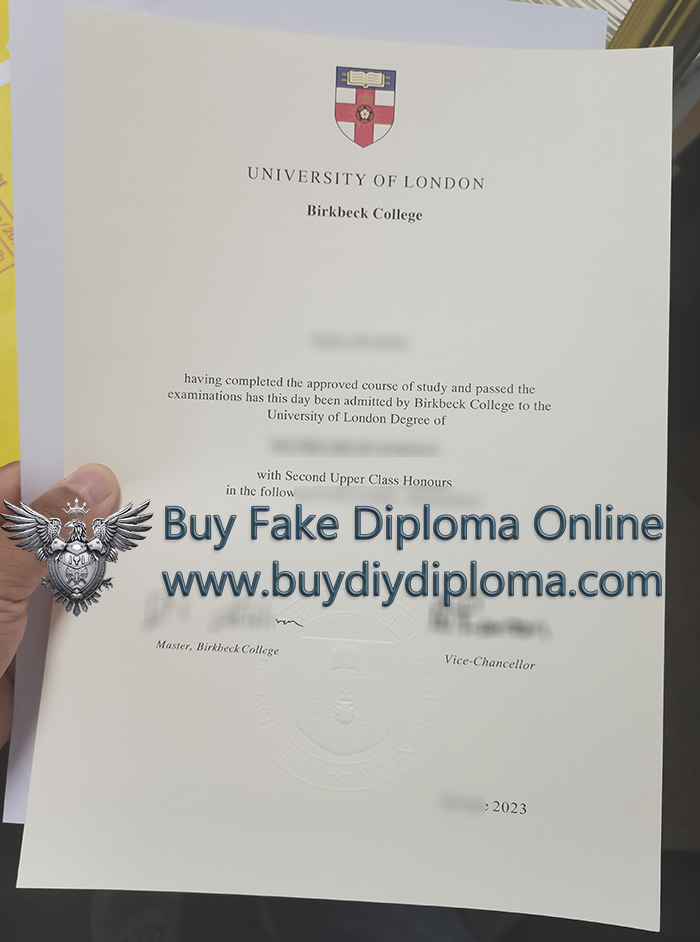 UNIVERSITY OF LONDON
Birkbeck College
having completed the approved course of study and passed the
examinations has this day been admitted by Birkbeck College to the
University of London Degree of
with Second Upper Class Honours
in the follow
Buy Fake Diploma Online
www.buydiydiploma.com
Master, Birkbeck College
Vice-Chancellor
2023